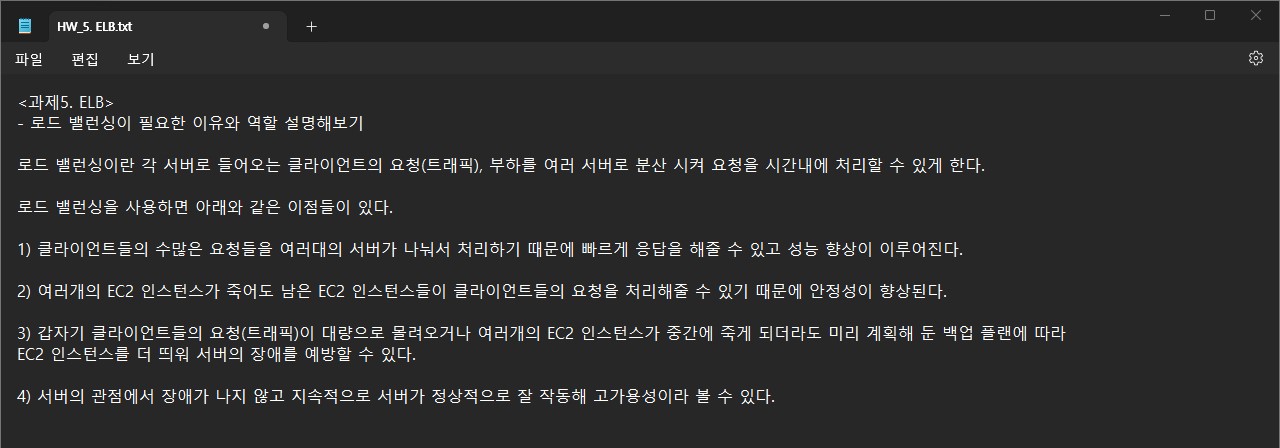 HW_5. ELB.txt
파일 편집 보기
<과제5. ELB>
- 로드 밸런싱이 필요한 이유와 역할 설명해보기
로드 밸런싱이란 각 서버로 들어오는 클라이언트의 요청(트래픽), 부하를 여러 서버로 분산 시켜 요청을 시간내에 처리할 수 있게 한다.
로드 밸런싱을 사용하면 아래와 같은 이점들이 있다.
1) 클라이언트들의 수많은 요청들을 여러대의 서버가 나눠서 처리하기 때문에 빠르게 응답을 해줄 수 있고 성능 향상이 이루어진다.
2) 여러개의 EC2 인스턴스가 죽어도 남은 EC2 인스턴스들이 클라이언트들의 요청을 처리해줄 수 있기 때문에 안정성이 향상된다.
3) 갑자기 클라이언트들의 요청(트래픽)이 대량으로 몰려오거나 여러개의 EC2 인스턴스가 중간에 죽게 되더라도 미리 계획해 둔 백업 플랜에 따라
EC2 인스턴스를 더 띄워 서버의 장애를 예방할 수 있다.
4) 서버의 관점에서 장애가 나지 않고 지속적으로 서버가 정상적으로 잘 작동해 고가용성이라 볼 수 있다.